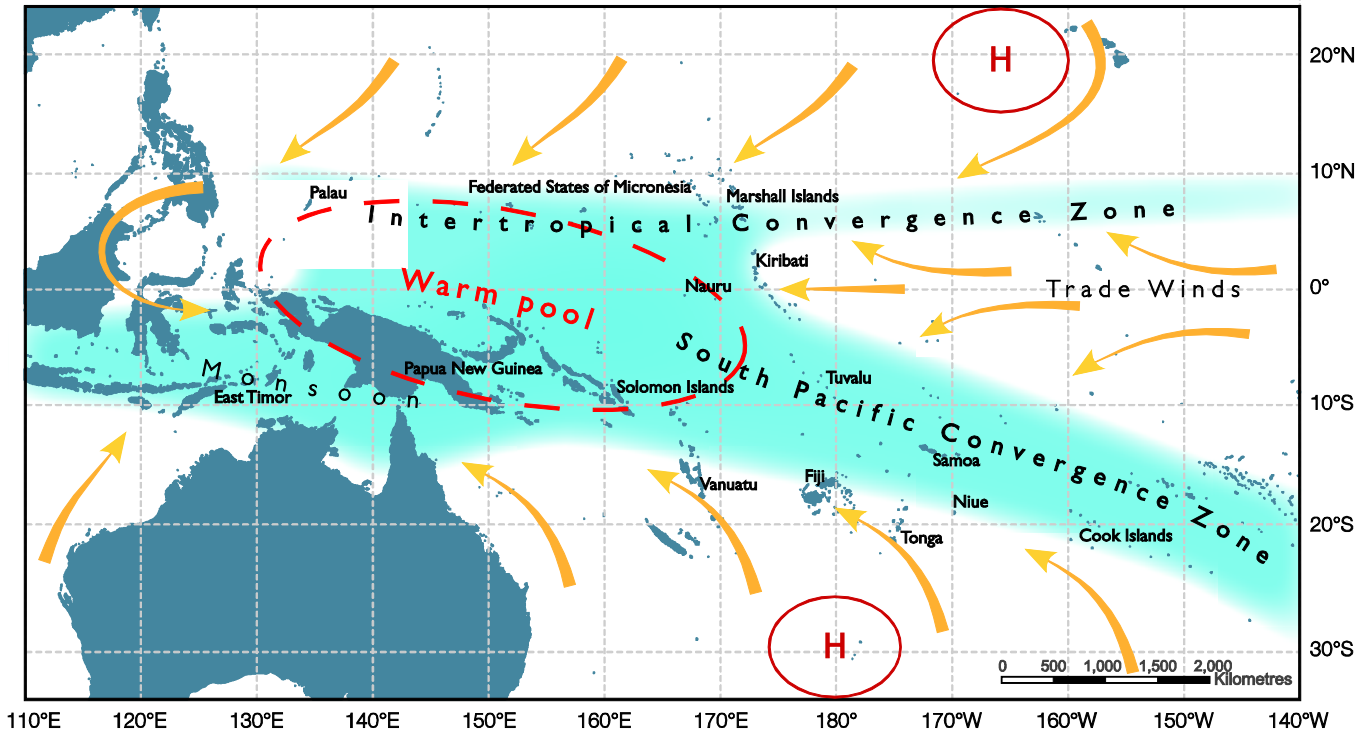 H
20°N
10°N
Palau
Federated States of Micronesia
Marshall Islands
Intertropical Convergence Zone
Kiribati
Warm pool
Nauru
Trade Winds
0°
South Pacific Convergence Zone
Monsoon
Papua New Guinea
East Timor
Solomon Islands
Tuvalu
10°S
Samoa
Vanuatu
Fiji
Niue
Tonga
Cook Islands
20°S
H
30°S
0 500 1,000 1,500 2,000
Kilometres
110°E 120°E 130°E 140°E 150°E 160°E 170°E 180° 170°W 160°W 150°W 140°W